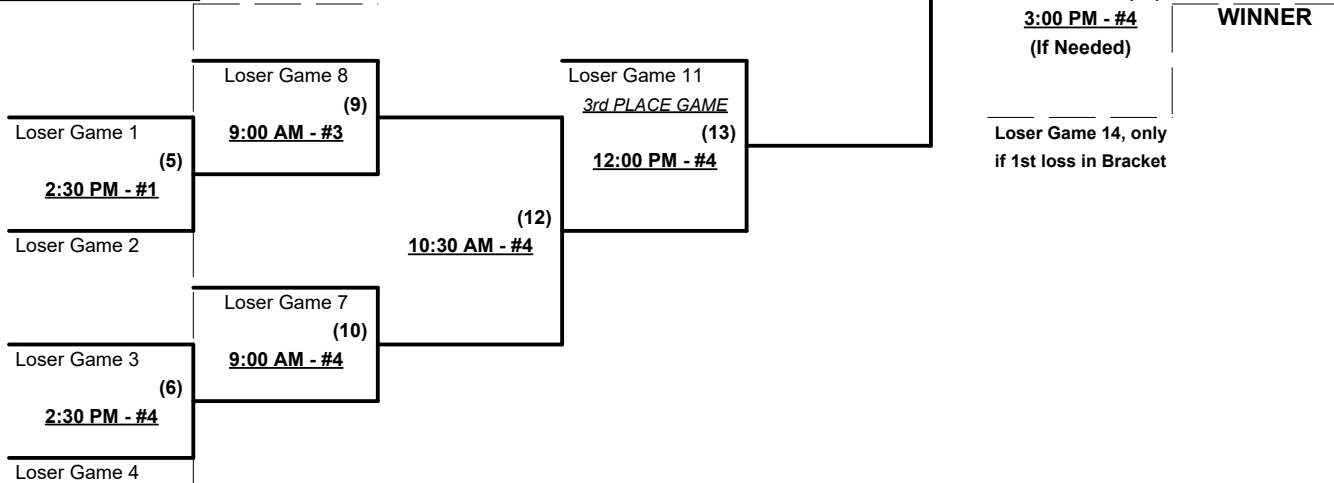 3:00 PM - #4
WINNER
(If Needed)
Loser Game 8
(9)
9:00 AM - #3
Loser Game 11
3rd PLACE GAME
(13)
12:00 PM - #4
Loser Game 14, only
if 1st loss in Bracket
Loser Game 1
(5)
2:30 PM - #1
Loser Game 2
(12)
10:30 AM - #4
Loser Game 7
(10)
9:00 AM - #4
Loser Game 3
(6)
2:30 PM - #4
Loser Game 4